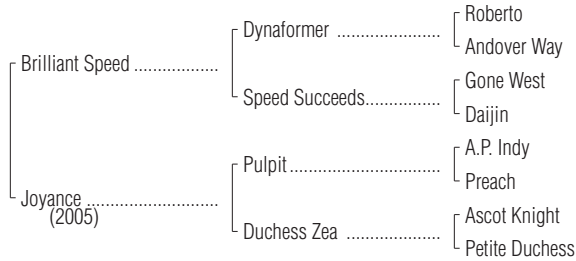 Roberto
Dynaformer ......................
Andover Way
Brilliant Speed ..................
Gone West
Speed Succeeds................
Daijin
A.P. Indy
Pulpit................................
Preach
Joyance ............................
(2005)
Ascot Knight
Duchess Zea ....................
Petite Duchess